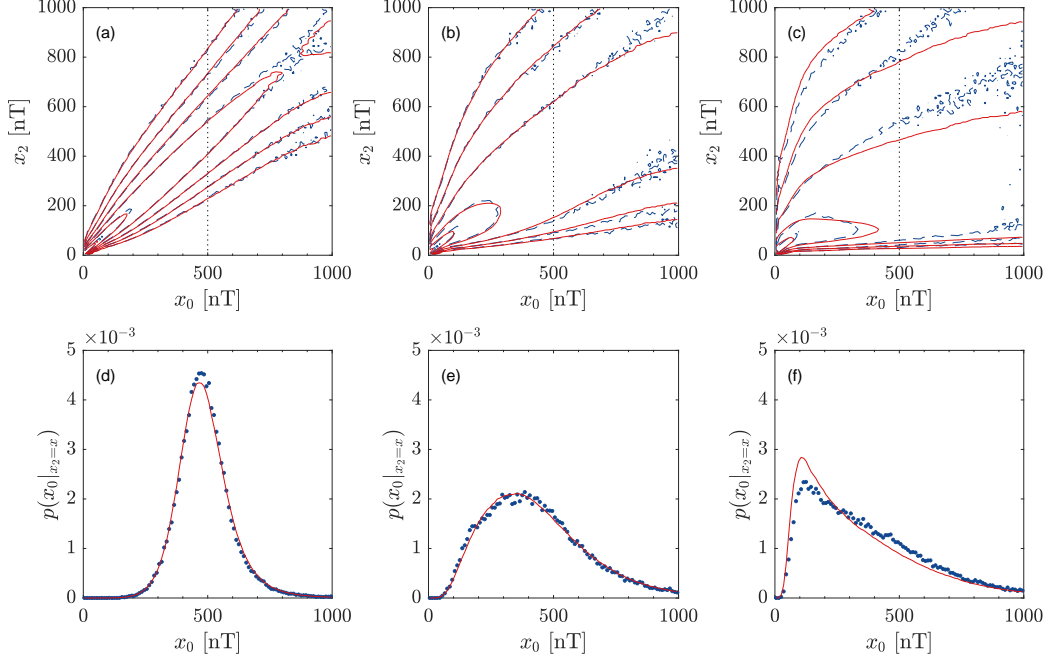 (a)
1000
800
600
400
200
0
x₂ [nT]
0 500 1000
x₀ [nT]
(b)
1000
800
600
400
200
0
x₂ [nT]
0 500 1000
x₀ [nT]
(c)
1000
800
600
400
200
0
x₂ [nT]
0 500 1000
x₀ [nT]
×10⁻³
(d)
5
4
3
2
1
0
p(x₀|x₂=x)
0 500 1000
x₀ [nT]
×10⁻³
(e)
5
4
3
2
1
0
p(x₀|x₂=x)
0 500 1000
x₀ [nT]
×10⁻³
(f)
5
4
3
2
1
0
p(x₀|x₂=x)
0 500 1000
x₀ [nT]